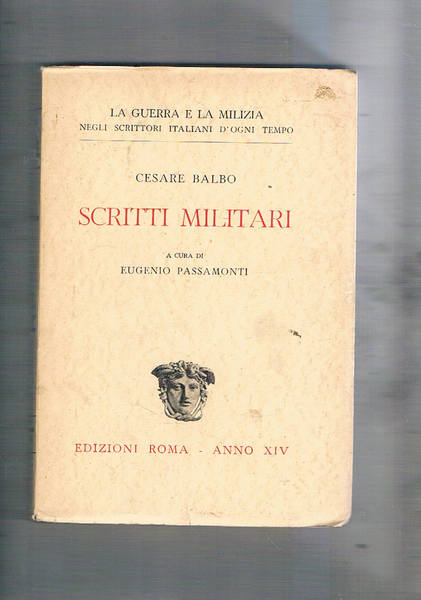 LA GUERRA E LA MILIZIA
NEGLI SCRITTORI ITALIANI D'OGNI TEMPO
CESARE BALBO
SCRITTI MILITARI
A CURA DI
EUGENIO PASSAMONTI
EDIZIONI ROMA - ANNO XIV